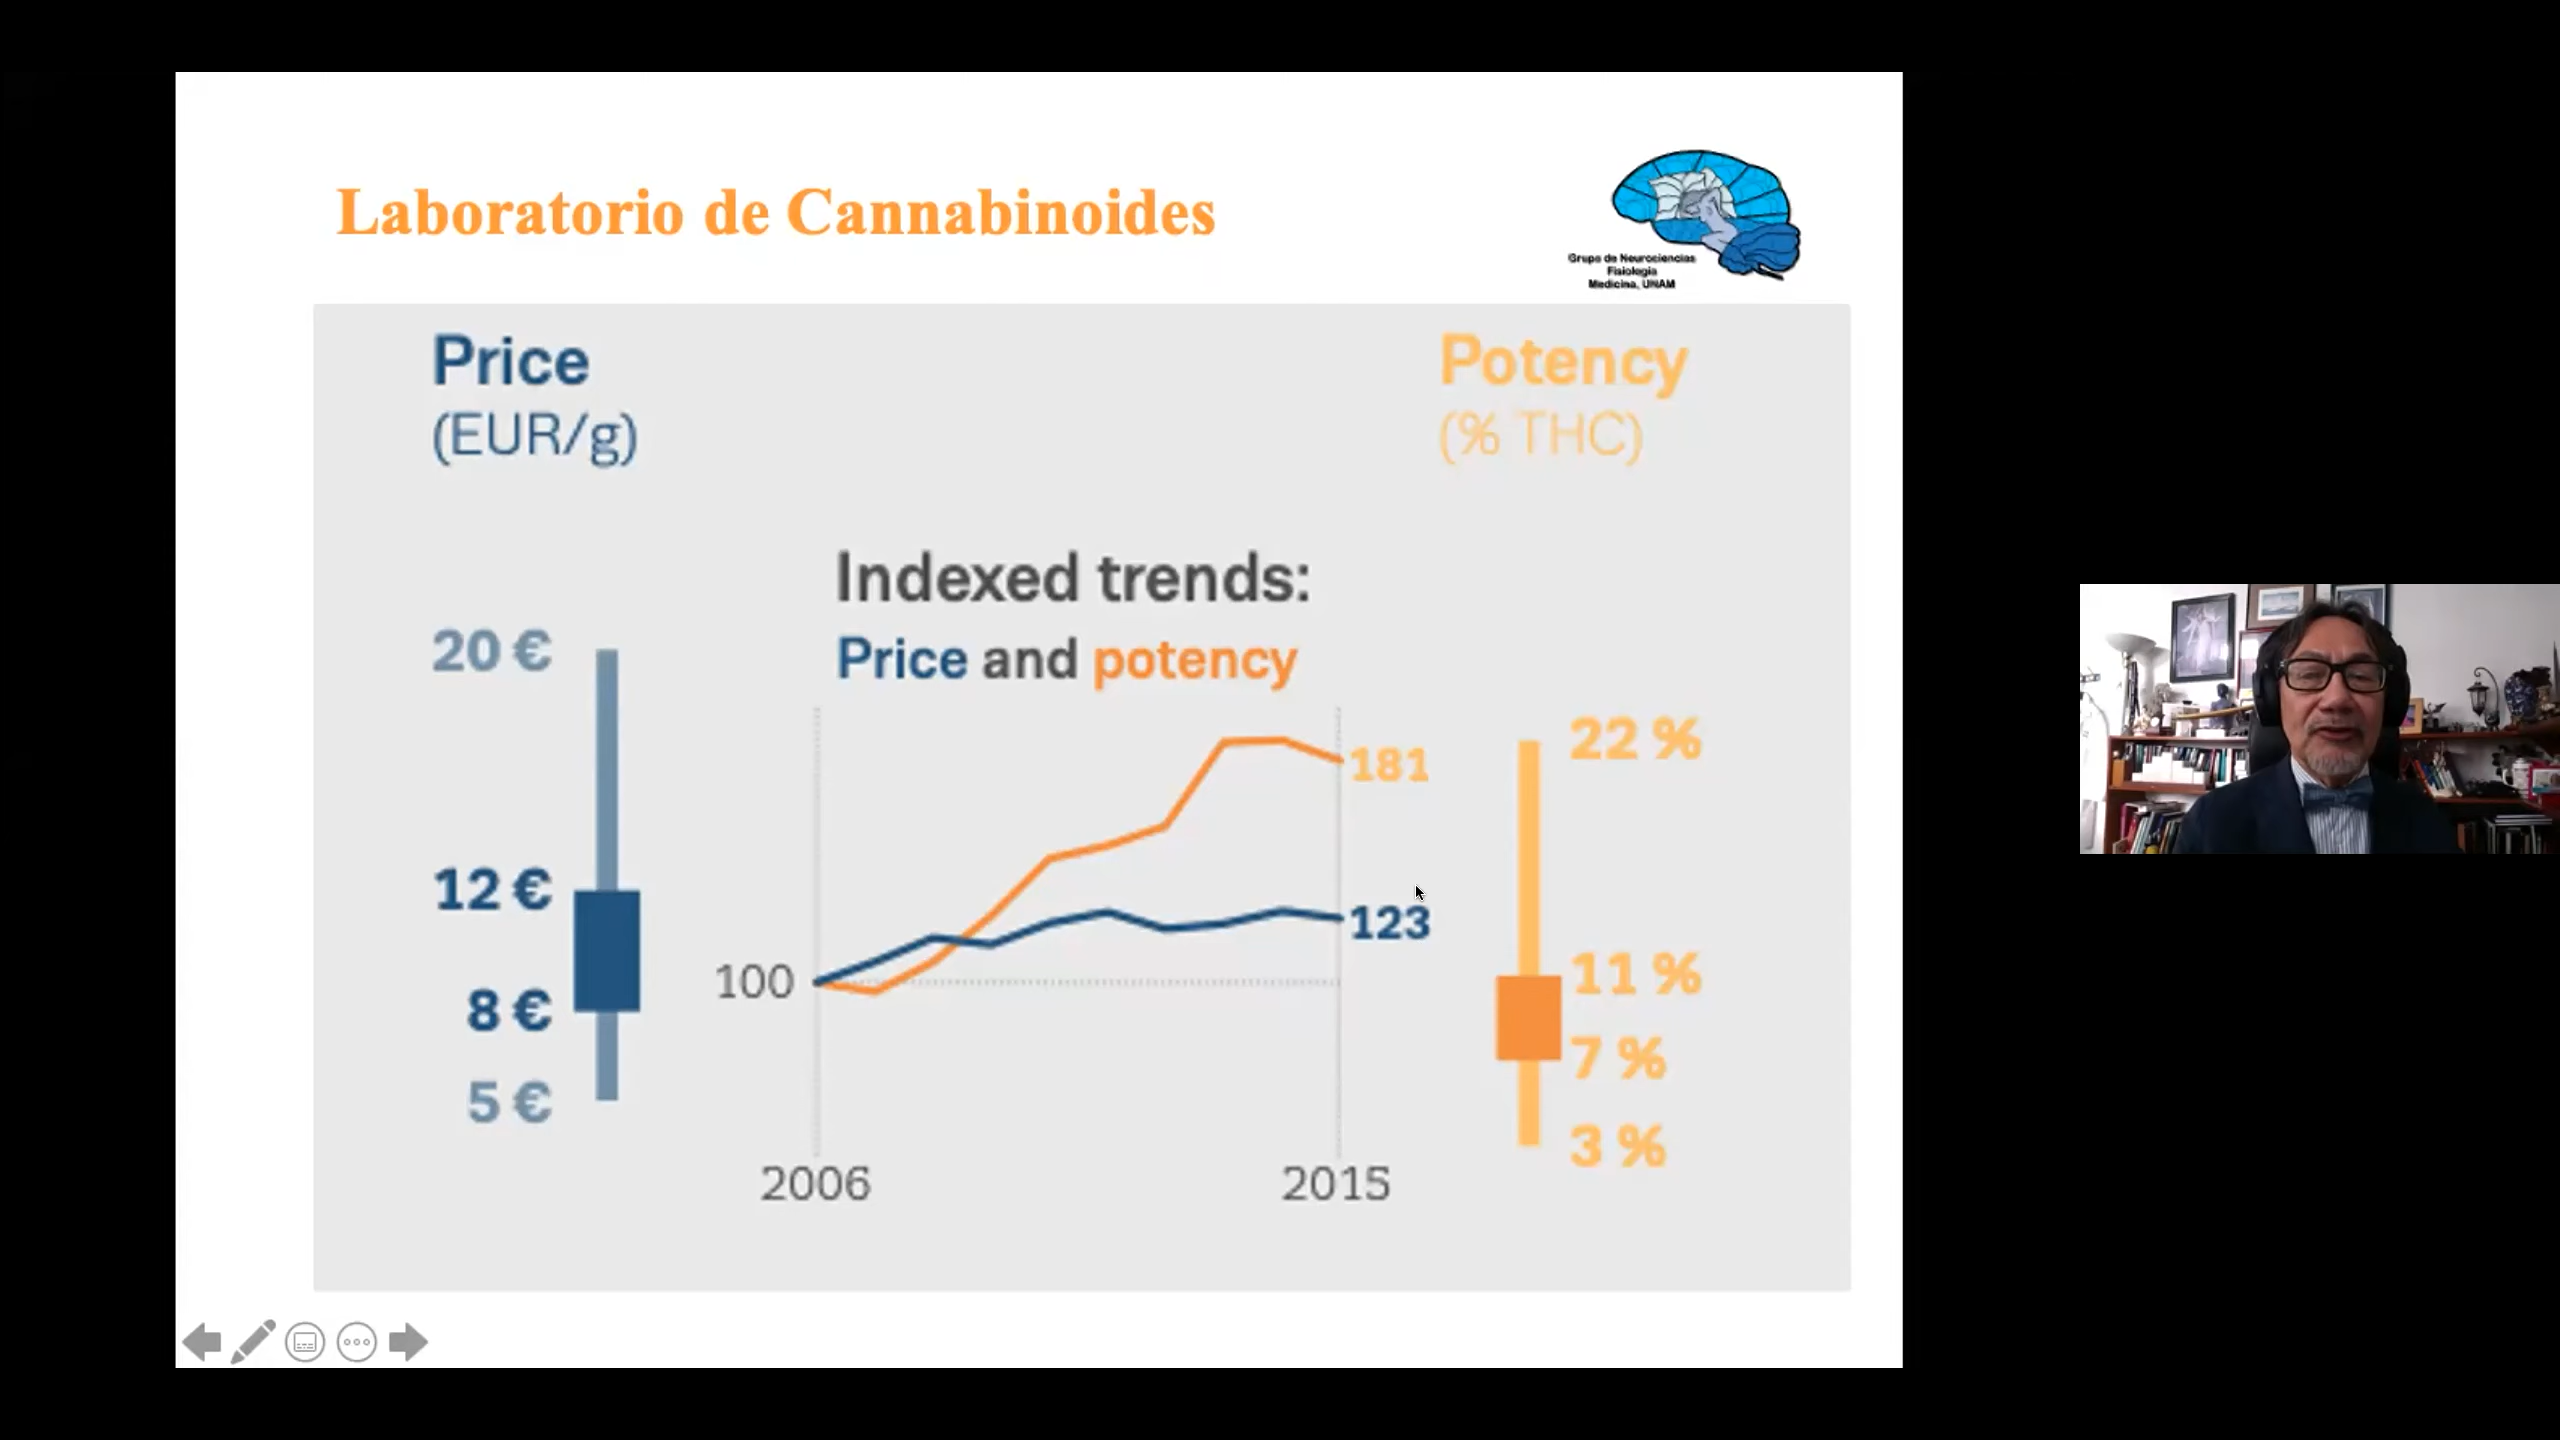 Laboratorio de Cannabinoides
Grupo de Neurociencias
Fisiología
Medicina, UNAM
Price
(EUR/g)
Potency
(% THC)
Indexed trends:
Price and potency
20 €
12 €
8 €
5 €
100
181
123
2006
2015
22 %
11 %
7 %
3 %